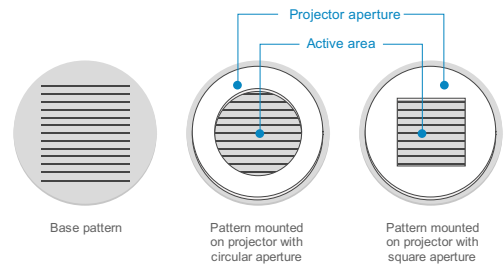 Projector aperture
Active area
Base pattern
Pattern mounted
on projector with
circular aperture
Pattern mounted
on projector with
square aperture